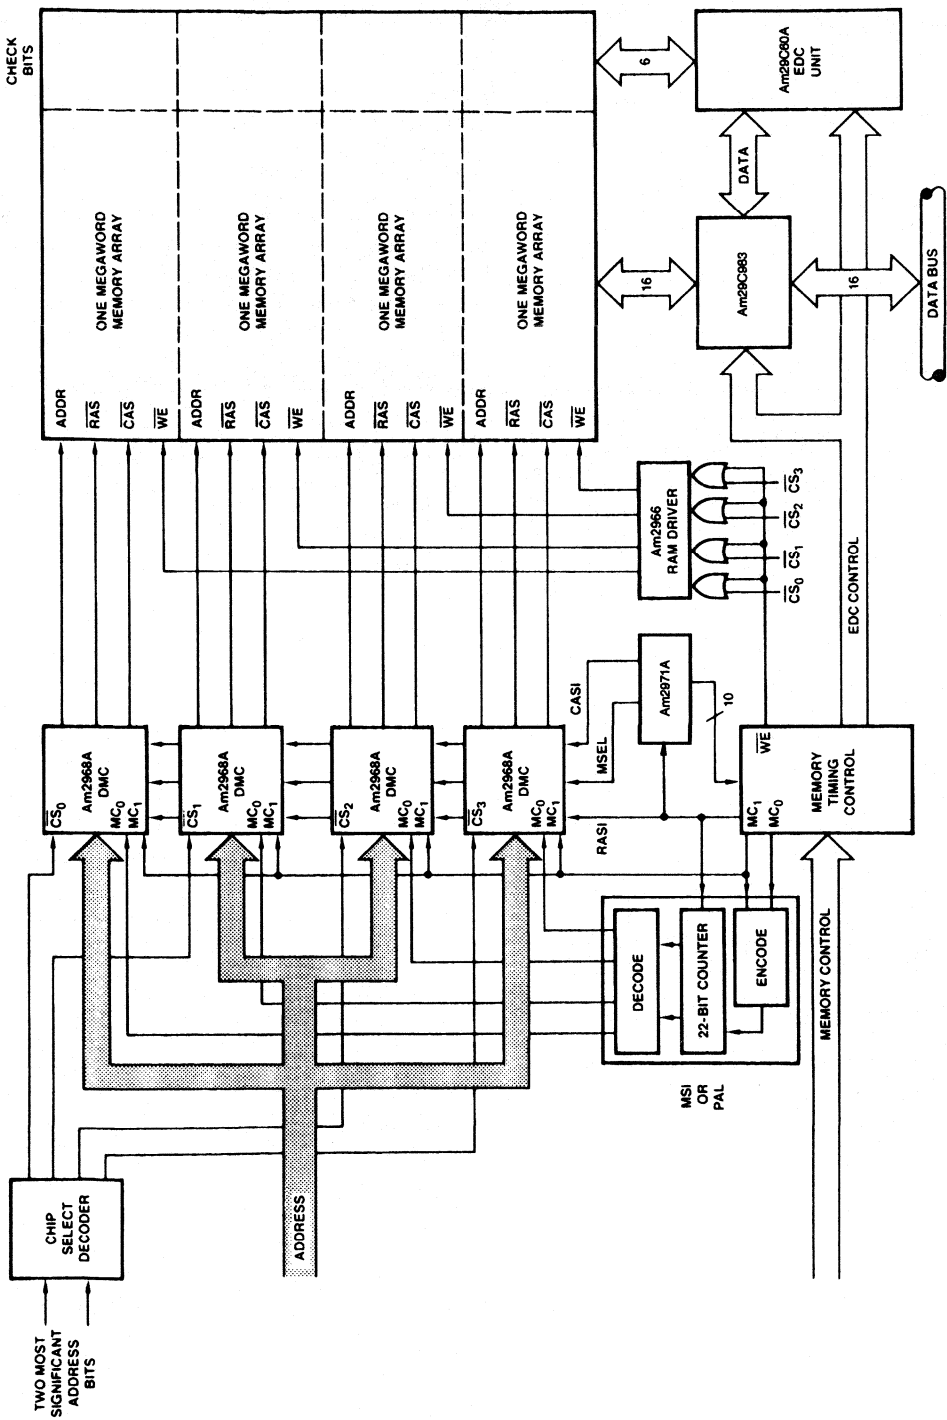 CHECK
BITS
ONE MEGAWORD
MEMORY ARRAY
ONE MEGAWORD
MEMORY ARRAY
ONE MEGAWORD
MEMORY ARRAY
ONE MEGAWORD
MEMORY ARRAY
ADDR
RAS
CAS
WE
ADDR
RAS
CAS
WE
ADDR
RAS
CAS
WE
ADDR
RAS
CAS
WE
6
Am29C60A
EDC
UNIT
DATA
16
Am29C983
16
DATA BUS
Am2966
RAM DRIVER
CS0
CS1
CS2
CS3
EDC CONTROL
CS0
Am2968A
DMC
MC0
MC1
CS1
Am2968A
DMC
MC0
MC1
CS2
Am2968A
DMC
MC0
MC1
CS3
Am2968A
DMC
MC0
MC1
CASI
MSEL
RASI
Am2971A
10
WE
MC1
MC0
MEMORY
TIMING
CONTROL
DECODE
22-BIT COUNTER
ENCODE
MSI
OR
PAL
MEMORY CONTROL
ADDRESS
CHIP
SELECT
DECODER
TWO MOST
SIGNIFICANT
ADDRESS
BITS